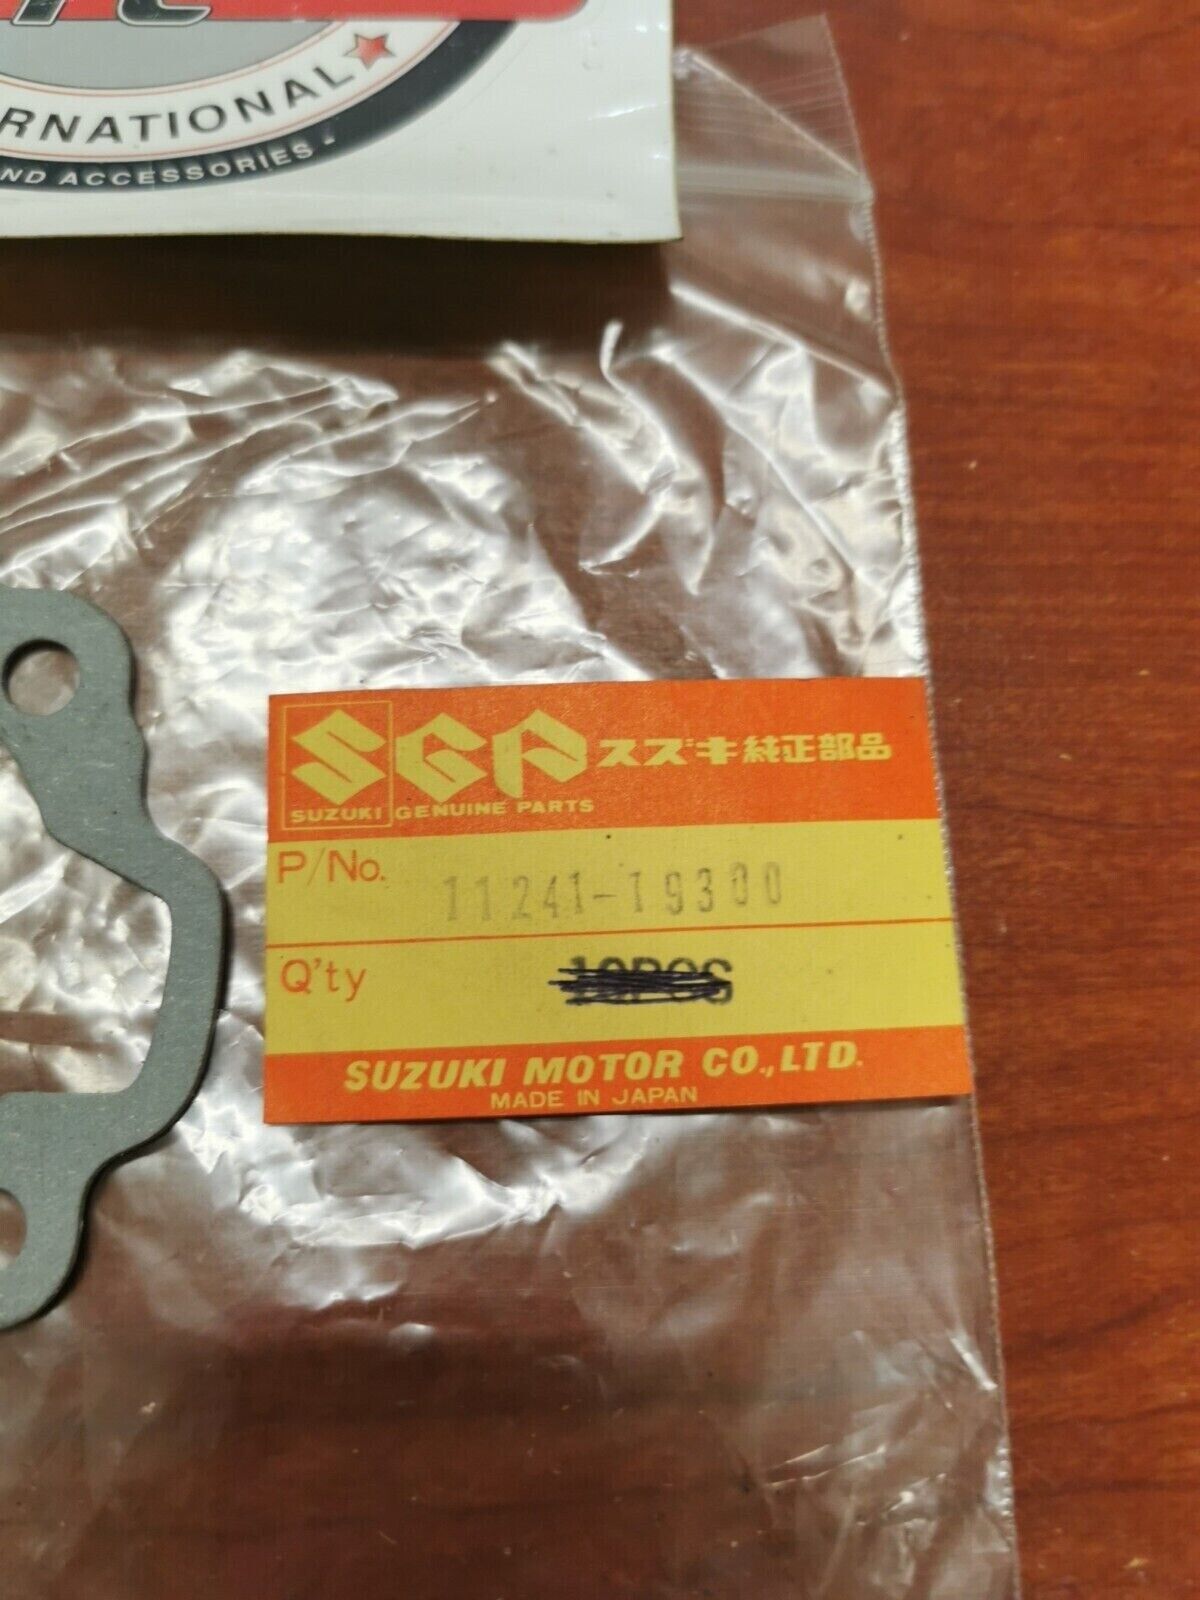 RNATIONAL
ND ACCESSORIES -
SGP スズキ純正部品
SUZUKI GENUINE PARTS
P/No. 11241-19300
Q'ty 10PCS
SUZUKI MOTOR CO., LTD.
MADE IN JAPAN